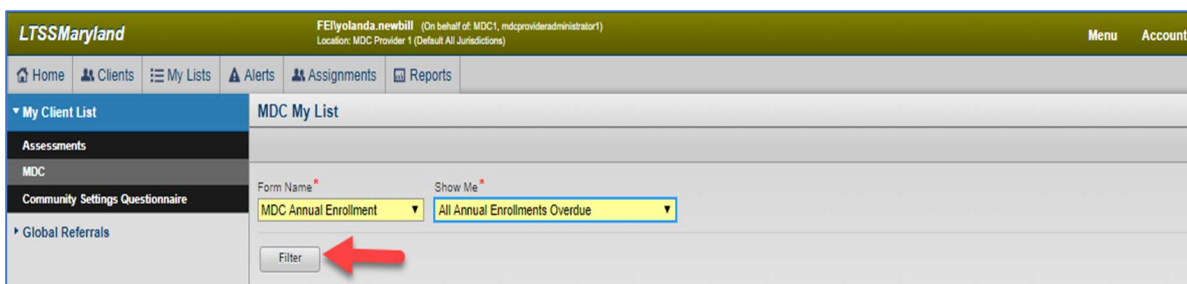 LTSSMaryland
FEI\yolanda.newbill (On behalf of: MDC1, mdcprovideradministrator1)
Location: MDC Provider 1 (Default All Jurisdictions)
Menu Account
Home Clients My Lists Alerts Assignments Reports
My Client List
MDC My List
Assessments
MDC
Community Settings Questionnaire
Global Referrals
Form Name* Show Me*
MDC Annual Enrollment All Annual Enrollments Overdue
Filter